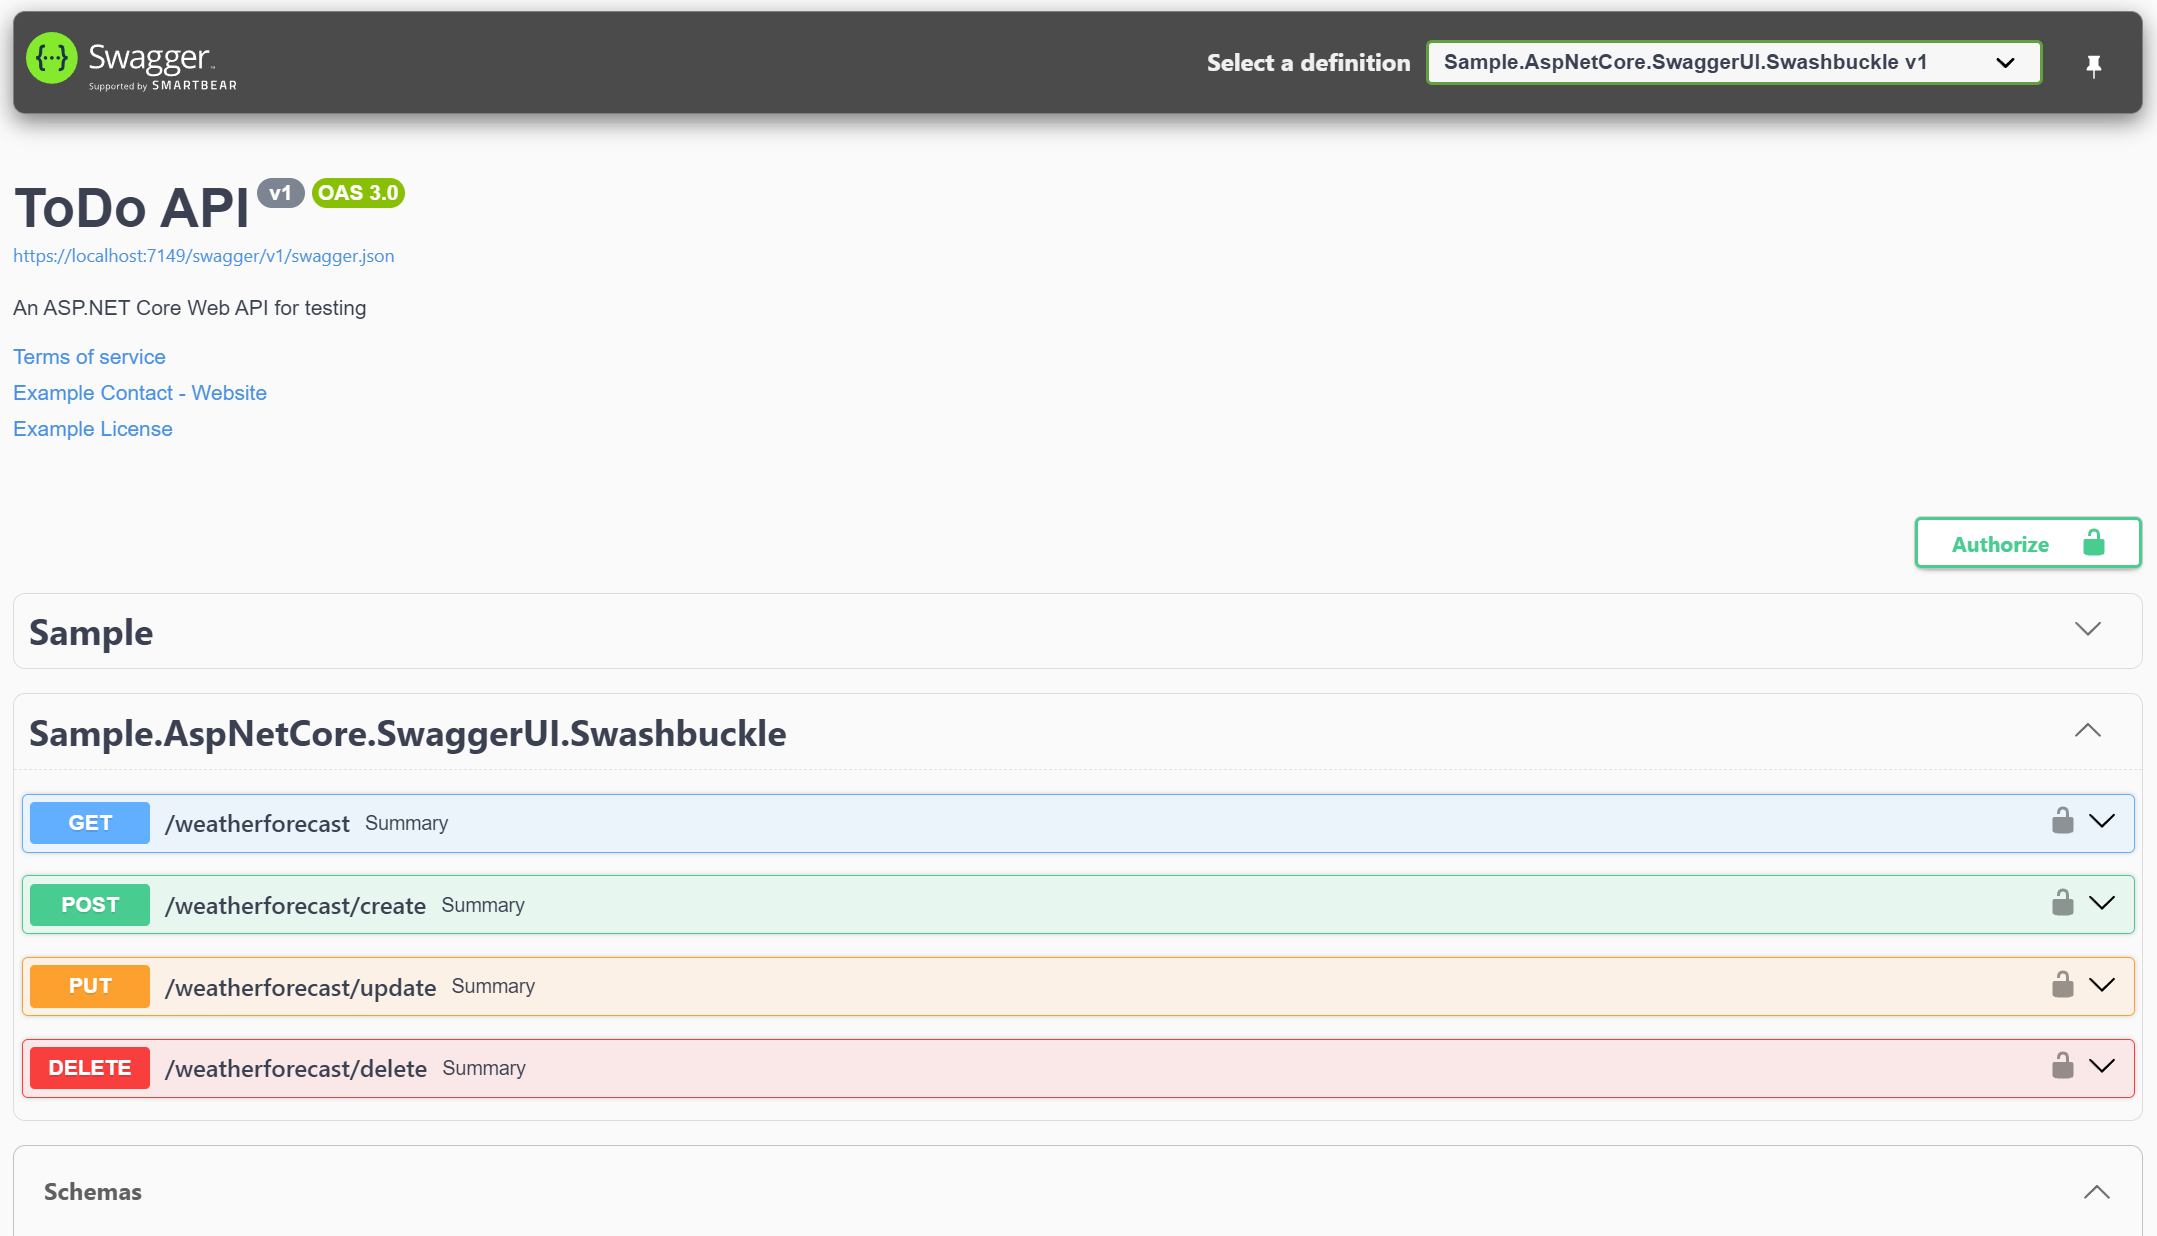 Swagger
Supported by SMARTBEAR
Select a definition
Sample.AspNetCore.SwaggerUI.Swashbuckle v1
ToDo API v1 OAS 3.0
https://localhost:7149/swagger/v1/swagger.json
An ASP.NET Core Web API for testing
Terms of service
Example Contact - Website
Example License
Authorize
Sample
Sample.AspNetCore.SwaggerUI.Swashbuckle
GET /weatherforecast Summary
POST /weatherforecast/create Summary
PUT /weatherforecast/update Summary
DELETE /weatherforecast/delete Summary
Schemas